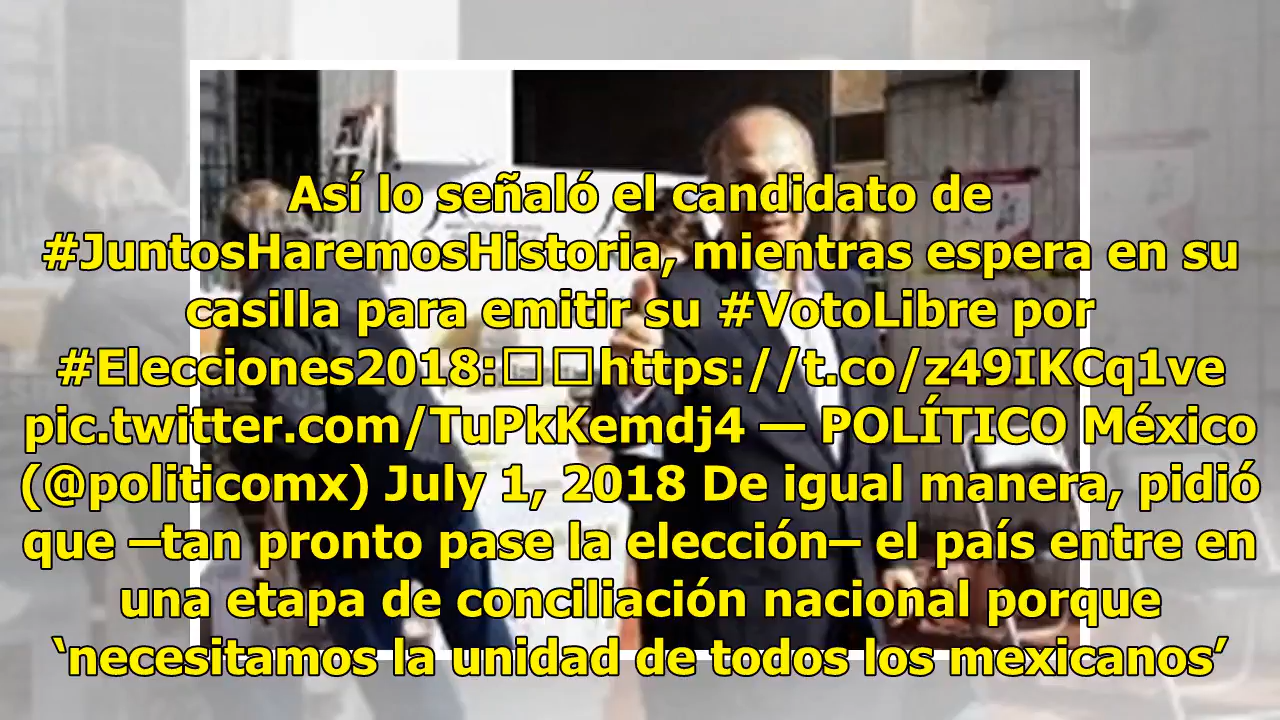 Así lo señaló el candidato de
#JuntosHaremosHistoria, mientras espera en su
casilla para emitir su #VotoLibre por
#Elecciones2018:□□https://t.co/z49IKCq1ve
pic.twitter.com/TuPkKemdj4 — POLÍTICO México
(@politicomx) July 1, 2018 De igual manera, pidió
que –tan pronto pase la elección– el país entre en
una etapa de conciliación nacional porque
‘necesitamos la unidad de todos los mexicanos’